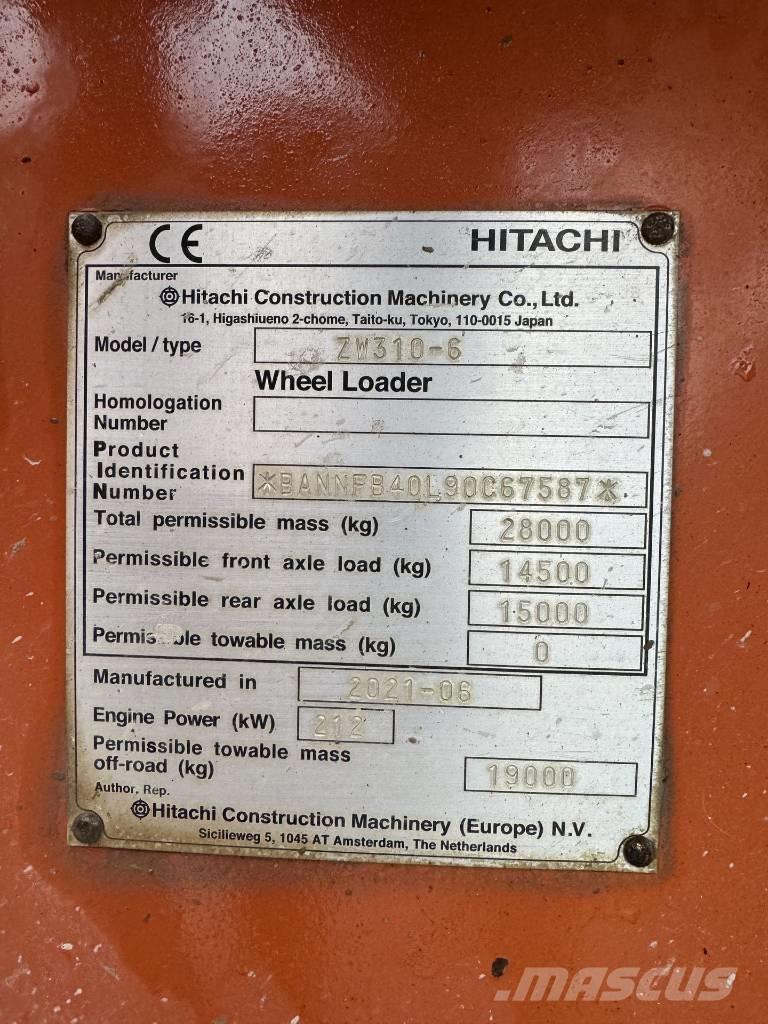 CE HITACHI
Manufacturer
Hitachi Construction Machinery Co., Ltd.
16-1, Higashiueno 2-chome, Taito-ku, Tokyo, 110-0015 Japan
Model/type ZW310-6
Wheel Loader
Homologation
Number
Product
Identification
Number *BANNFB40L90C67587*
Total permissible mass (kg) 28000
Permissible front axle load (kg) 14500
Permissible rear axle load (kg) 15000
Permissible towable mass (kg) 0
Manufactured in 2021-06
Engine Power (kW) 212
Permissible towable mass
off-road (kg) 19000
Author. Rep.
Hitachi Construction Machinery (Europe) N.V.
Sicilieweg 5, 1045 AT Amsterdam, The Netherlands
mascus